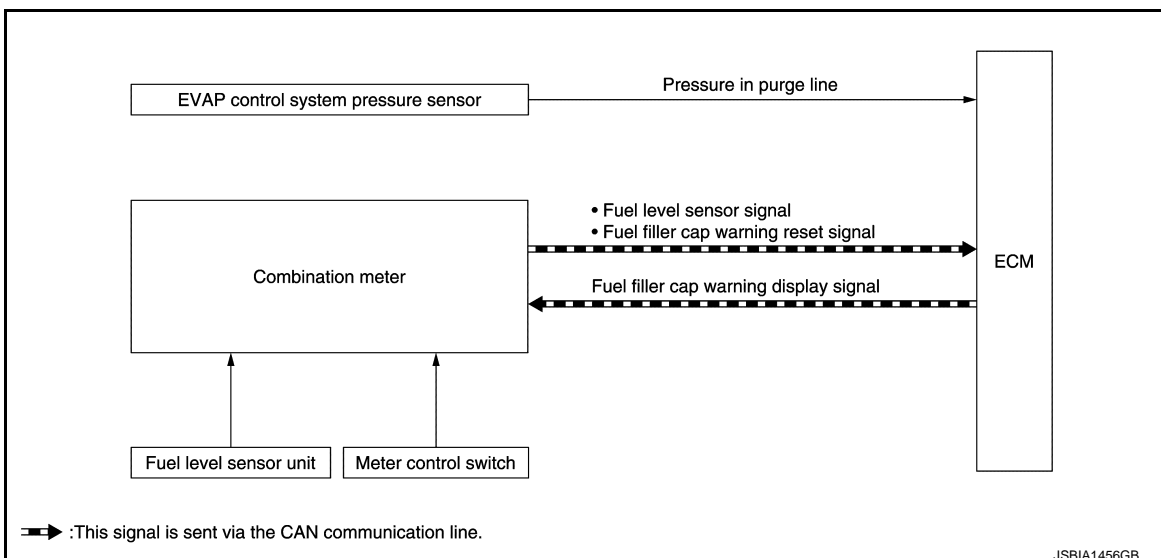 EVAP control system pressure sensor
Pressure in purge line
• Fuel level sensor signal
• Fuel filler cap warning reset signal
Combination meter
ECM
Fuel filler cap warning display signal
Fuel level sensor unit
Meter control switch
:This signal is sent via the CAN communication line.
JSBIA1456GB